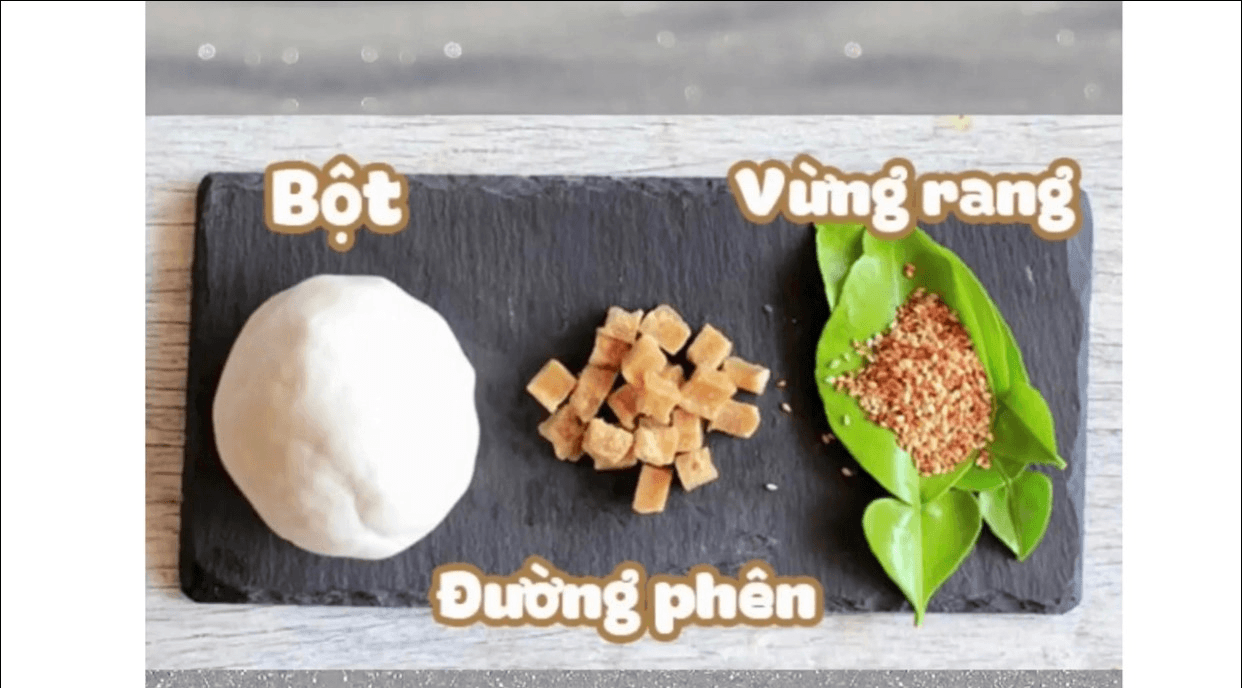 Bột
Vừng rang
Đường phên